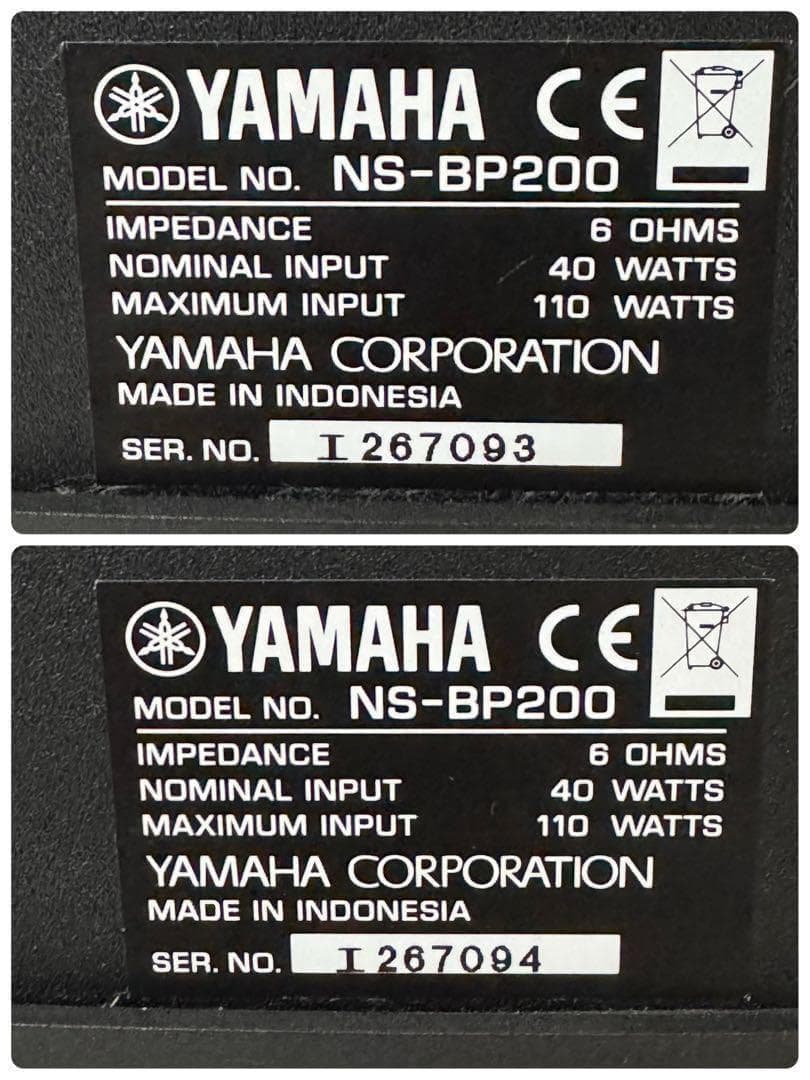 YAMAHA CE
MODEL NO. NS-BP200
IMPEDANCE 6 OHMS
NOMINAL INPUT 40 WATTS
MAXIMUM INPUT 110 WATTS
YAMAHA CORPORATION
MADE IN INDONESIA
SER. NO. I 267093
YAMAHA CE
MODEL NO. NS-BP200
IMPEDANCE 6 OHMS
NOMINAL INPUT 40 WATTS
MAXIMUM INPUT 110 WATTS
YAMAHA CORPORATION
MADE IN INDONESIA
SER. NO. I 267094